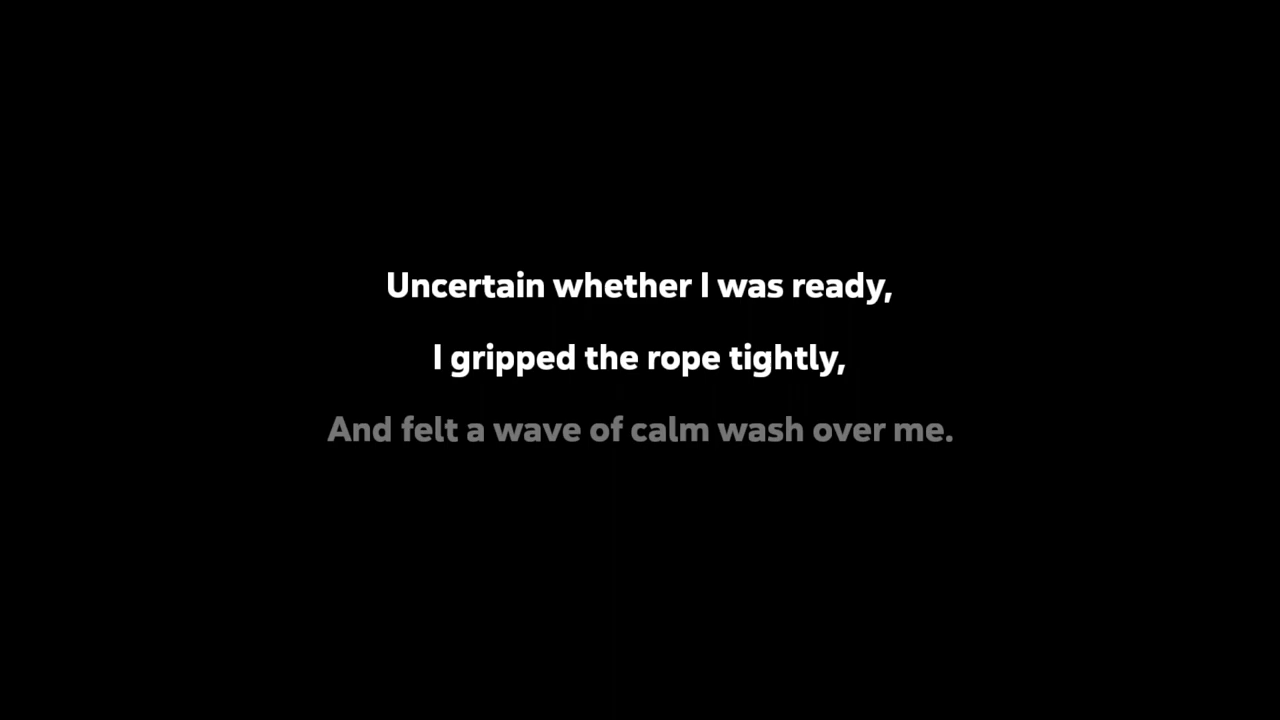 Uncertain whether I was ready,
I gripped the rope tightly,
And felt a wave of calm wash over me.